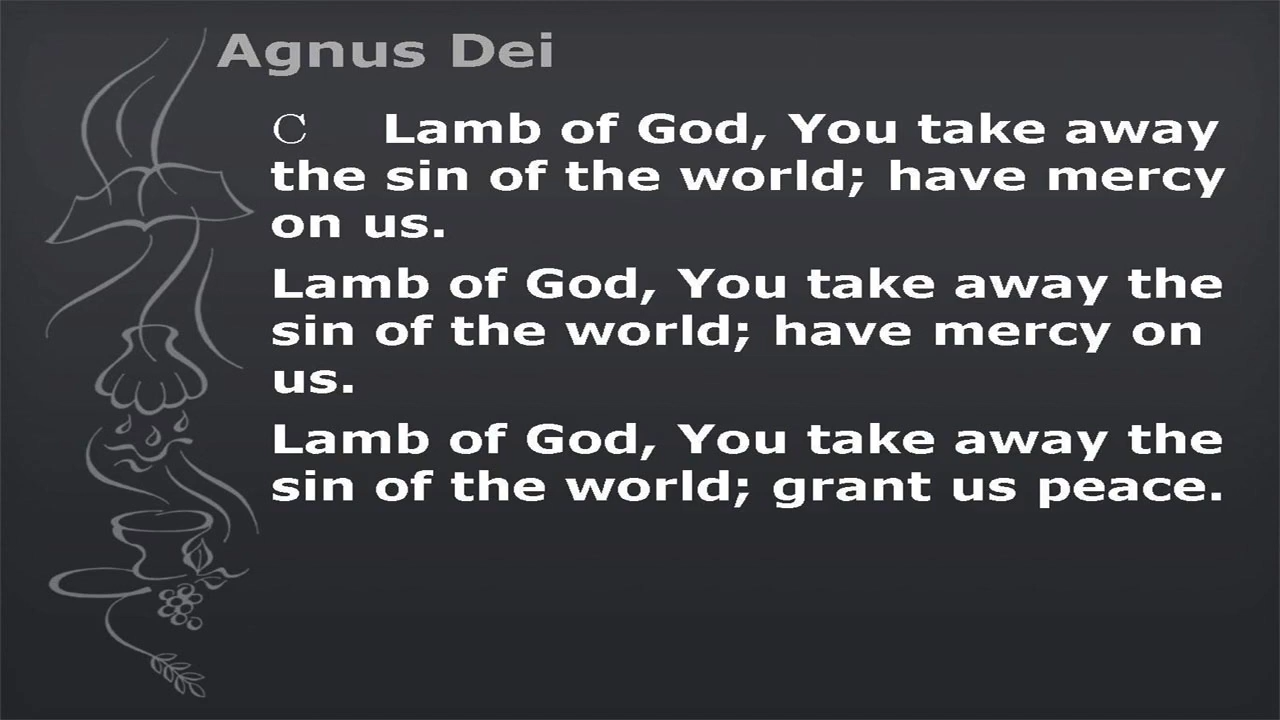 Agnus Dei
C Lamb of God, You take away
the sin of the world; have mercy
on us.
Lamb of God, You take away the
sin of the world; have mercy on
us.
Lamb of God, You take away the
sin of the world; grant us peace.